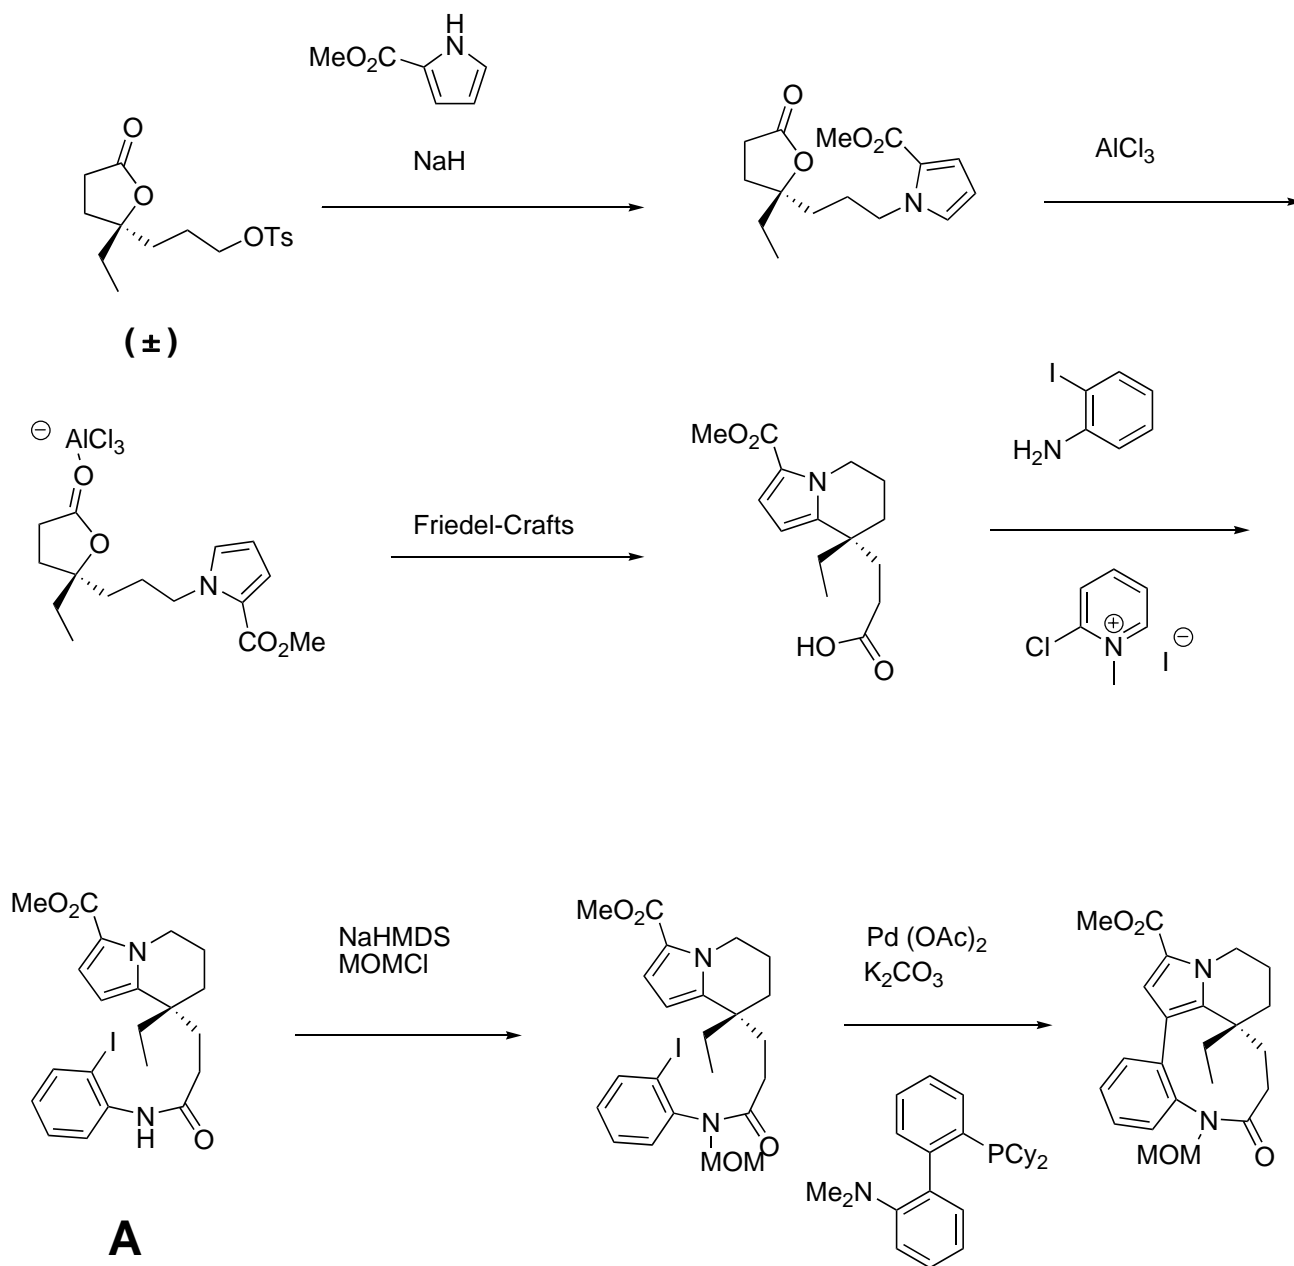 H
N
MeO₂C
NaH
O
O
OTs
(±)
O
O
MeO₂C
N
AlCl₃
⊖
AlCl₃
O
O
N
CO₂Me
Friedel-Crafts
MeO₂C
N
HO
O
I
H₂N
Cl
N
⊕
I
⊖
MeO₂C
N
I
N
H
O
A
NaHMDS
MOMCl
MeO₂C
N
I
N
MOM
O
Pd (OAc)₂
K₂CO₃
PCy₂
Me₂N
MeO₂C
N
N
MOM
O